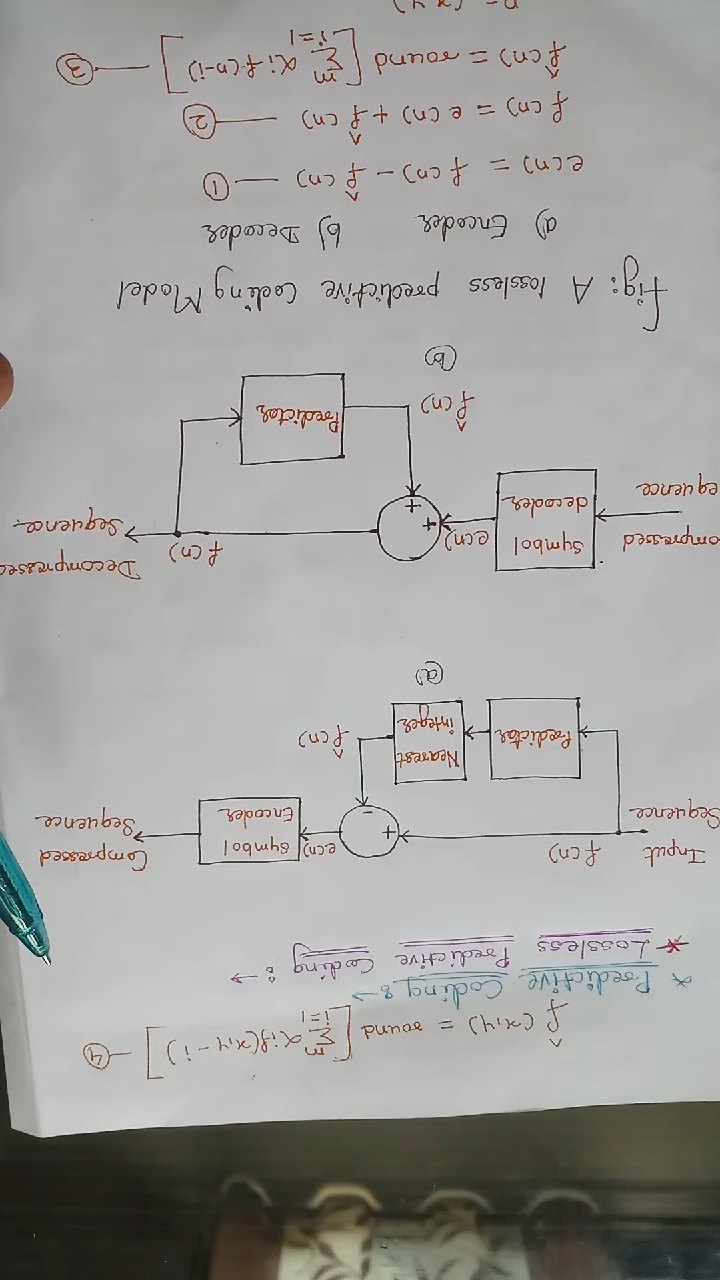 f̂(x,y) = round [ Σ_{i=1}^{m} αi f(x,y-i) ] — ④
* Predictive Coding :→
* Lossless Predictive Coding :→
Input Sequence
f(n)
+
-
e(n)
Symbol Encoder
Compressed Sequence
Predictor
Nearest integer
f̂(n)
(a)
ompressed equence
Symbol decoder
e(n)
+
+
f(n)
Decompressed Sequence
Predictor
f̂(n)
(b)
fig: A lossless predictive Coding Model
a) Encoder b) Decoder
e(n) = f(n) - f̂(n) — ①
f(n) = e(n) + f̂(n) — ②
f̂(n) = round [ Σ_{i=1}^{m} αi f(n-i) ] — ③